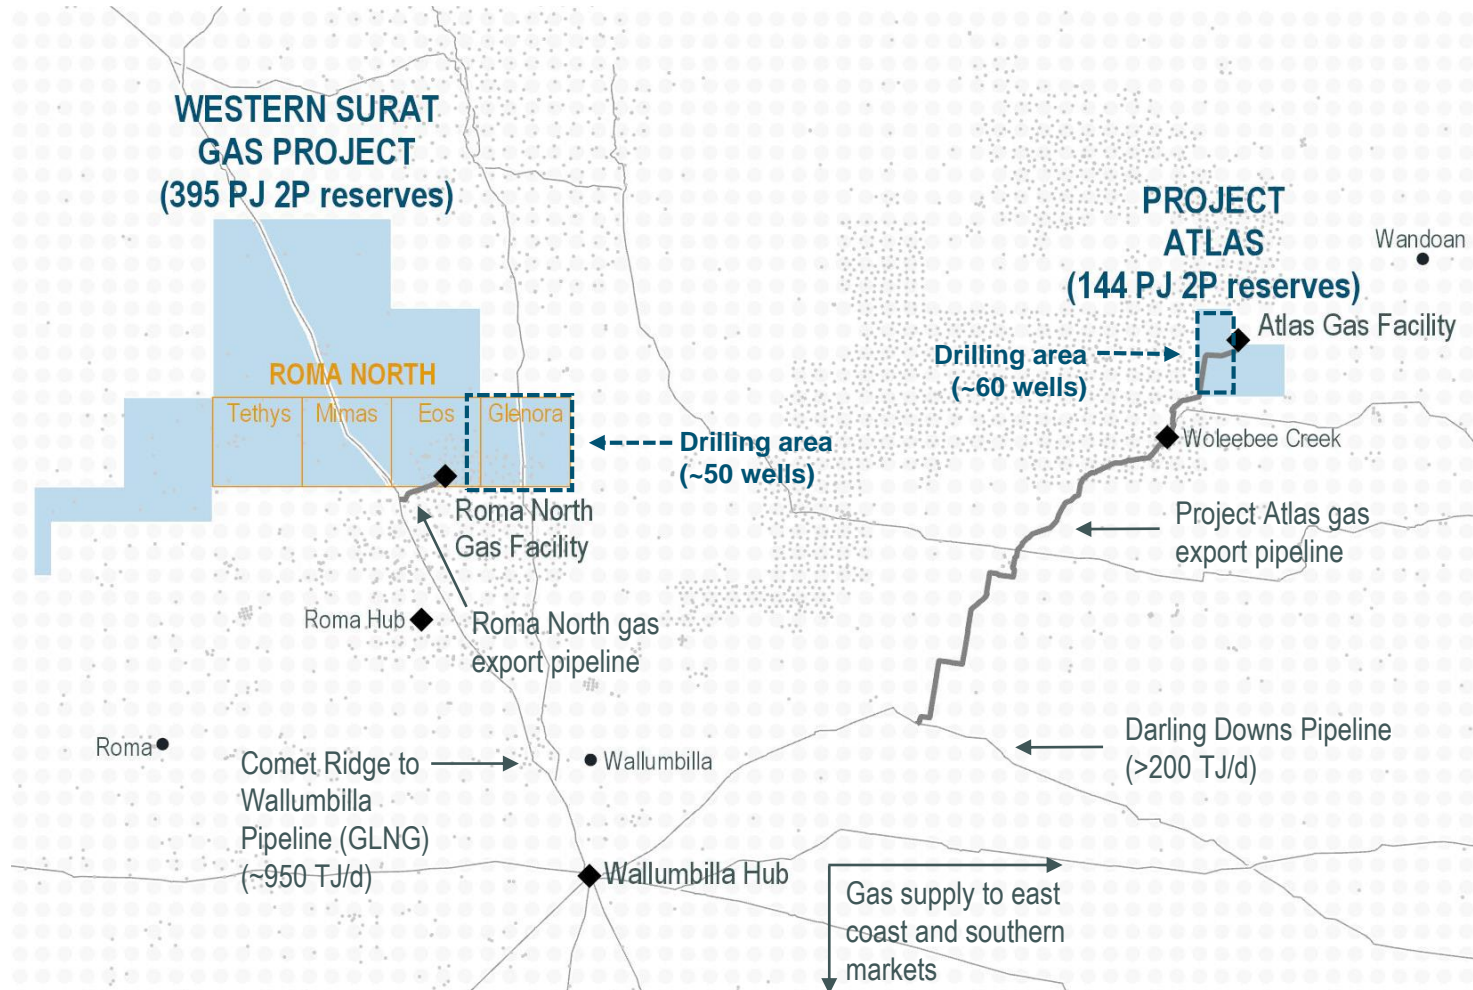 WESTERN SURAT
GAS PROJECT
(395 PJ 2P reserves)
PROJECT
ATLAS
(144 PJ 2P reserves)
Wandoan
Atlas Gas Facility
Drilling area
(~60 wells)
ROMA NORTH
Tethys
Mimas
Eos
Glenora
Drilling area
(~50 wells)
Woleebee Creek
Roma North
Gas Facility
Project Atlas gas
export pipeline
Roma Hub
Roma North gas
export pipeline
Roma
Comet Ridge to
Wallumbilla
Pipeline (GLNG)
(~950 TJ/d)
Wallumbilla
Darling Downs Pipeline
(>200 TJ/d)
Wallumbilla Hub
Gas supply to east
coast and southern
markets